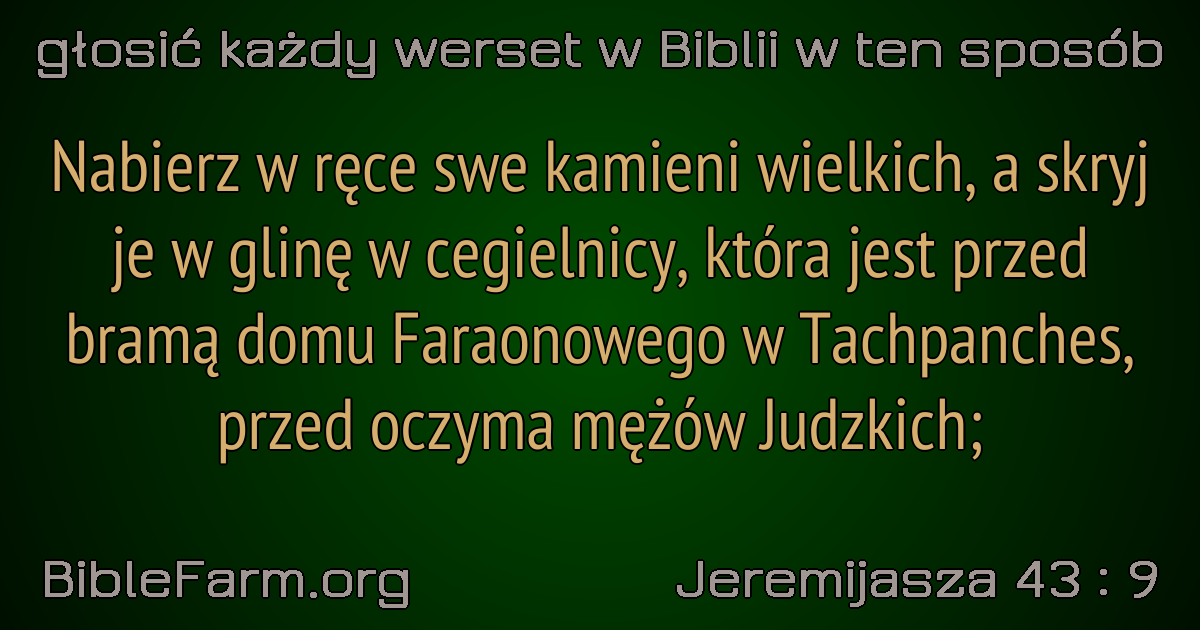 głosić każdy werset w Biblii w ten sposób
Nabierz w ręce swe kamieni wielkich, a skryj
je w glinę w cegielnicy, która jest przed
bramą domu Faraonowego w Tachpanches,
przed oczyma mężów Judzkich;
BibleFarm.org
Jeremijasza 43 : 9